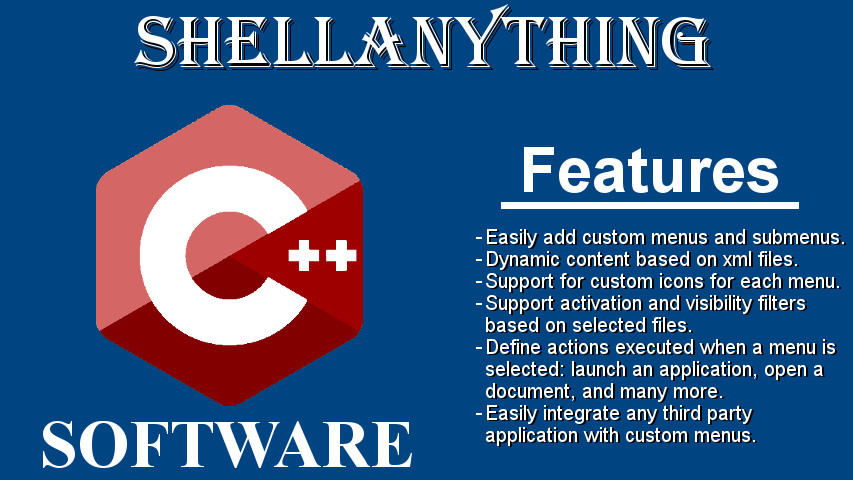 SHELLANYTHING
C++
SOFTWARE
Features
-Easily add custom menus and submenus.
-Dynamic content based on xml files.
-Support for custom icons for each menu.
-Support activation and visibility filters
based on selected files.
-Define actions executed when a menu is
selected: launch an application, open a
document, and many more.
-Easily integrate any third party
application with custom menus.